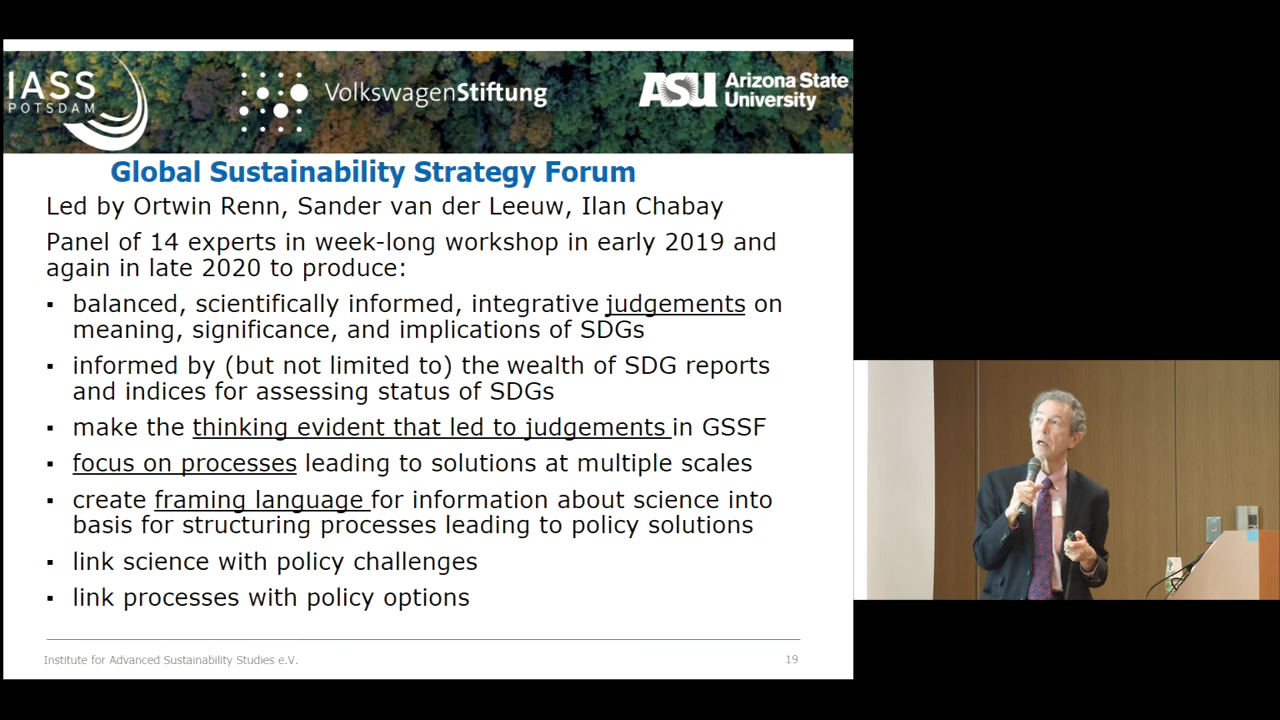 IASS
POTSDAM
VolkswagenStiftung
ASU Arizona State
University
Global Sustainability Strategy Forum
Led by Ortwin Renn, Sander van der Leeuw, Ilan Chabay
Panel of 14 experts in week-long workshop in early 2019 and
again in late 2020 to produce:
▪ balanced, scientifically informed, integrative judgements on
meaning, significance, and implications of SDGs
▪ informed by (but not limited to) the wealth of SDG reports
and indices for assessing status of SDGs
▪ make the thinking evident that led to judgements in GSSF
▪ focus on processes leading to solutions at multiple scales
▪ create framing language for information about science into
basis for structuring processes leading to policy solutions
▪ link science with policy challenges
▪ link processes with policy options
Institute for Advanced Sustainability Studies e.V.
19